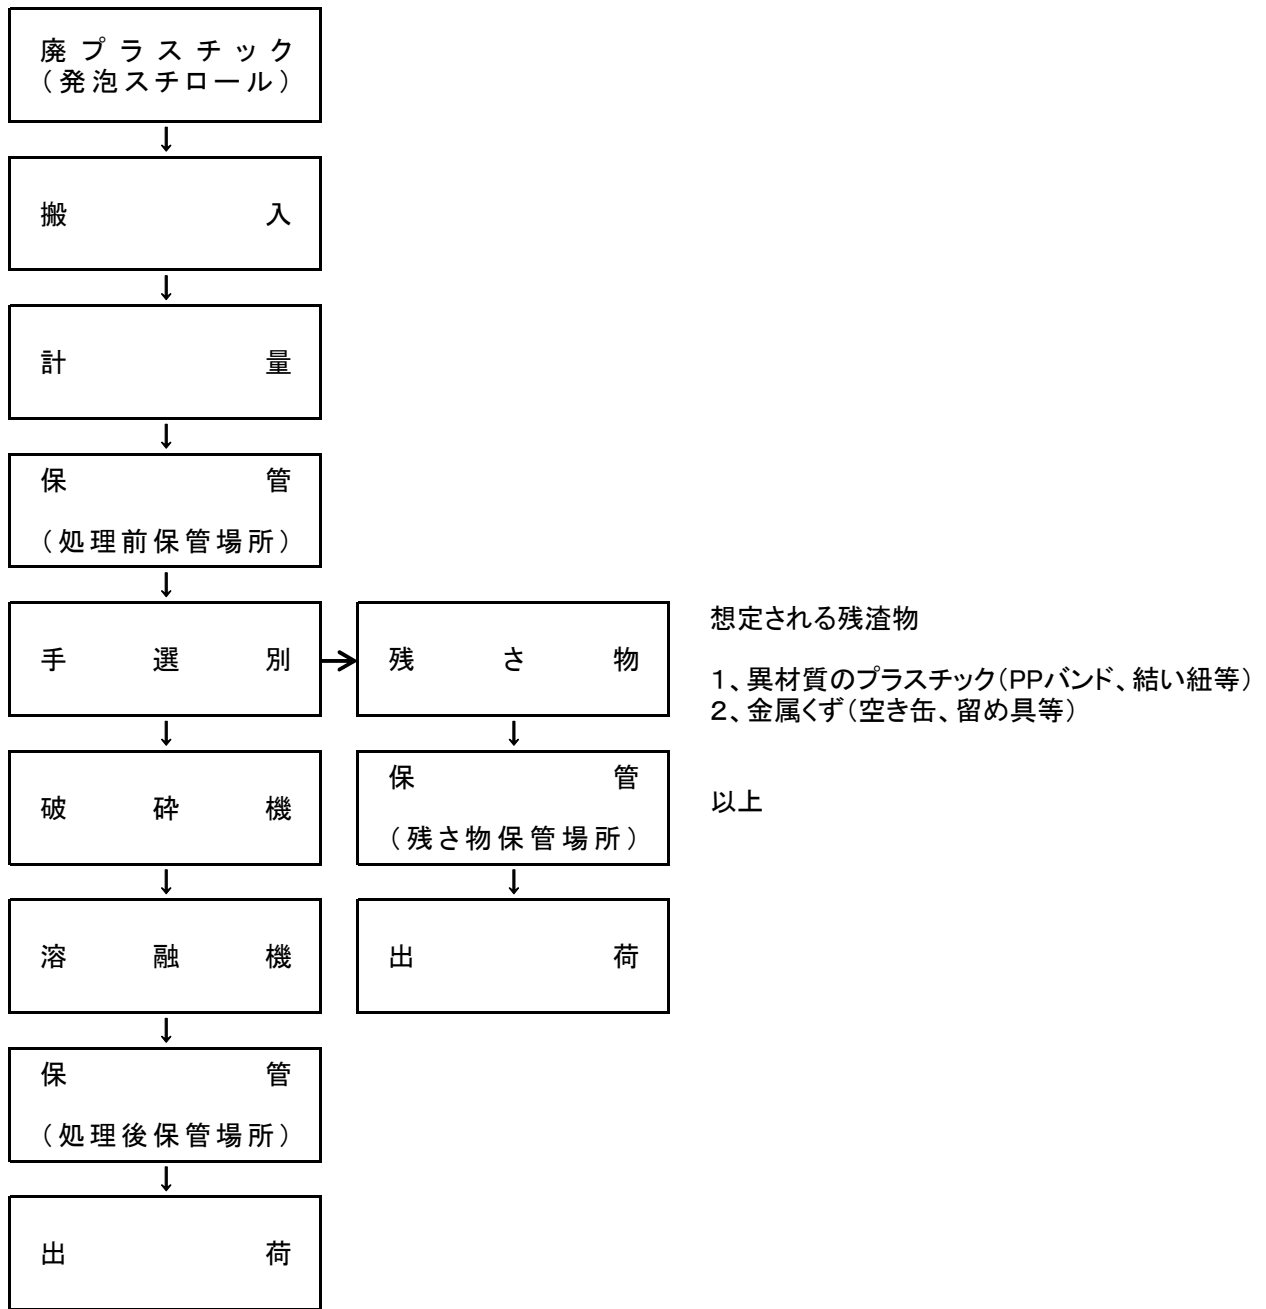 廃プラスチック
（発泡スチロール）
↓
搬入
↓
計量
↓
保管
（処理前保管場所）
↓
手選別
→
残さ物
想定される残渣物
１、異材質のプラスチック（PPバンド、結い紐等）
２、金属くず（空き缶、留め具等）
↓
↓
破砕機
保管
（残さ物保管場所）
以上
↓
↓
溶融機
出荷
↓
保管
（処理後保管場所）
↓
出荷